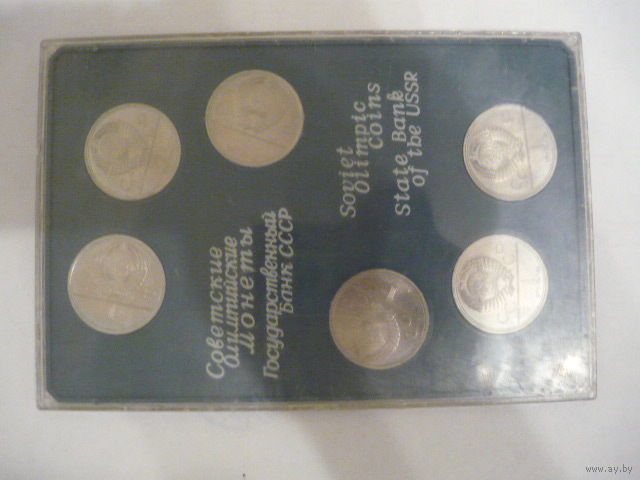 Советские
Олимпийские
монеты
Государственный
Банк СССР
Soviet
Olimpic
coins
State Bank
of the USSR
www.ay.by